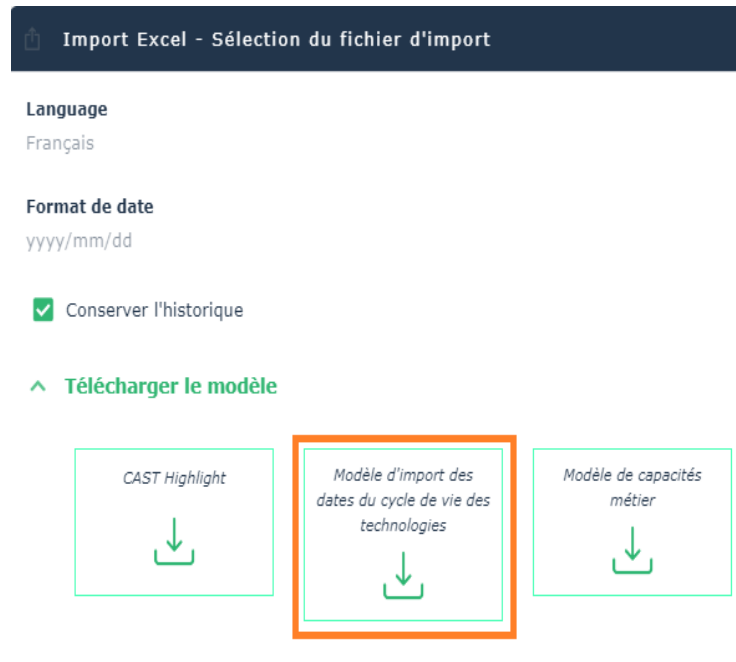 Import Excel - Sélection du fichier d'import
Language
Français
Format de date
yyyy/mm/dd
Conserver l'historique
Télécharger le modèle
CAST Highlight
Modèle d'import des
dates du cycle de vie des
technologies
Modèle de capacités
métier